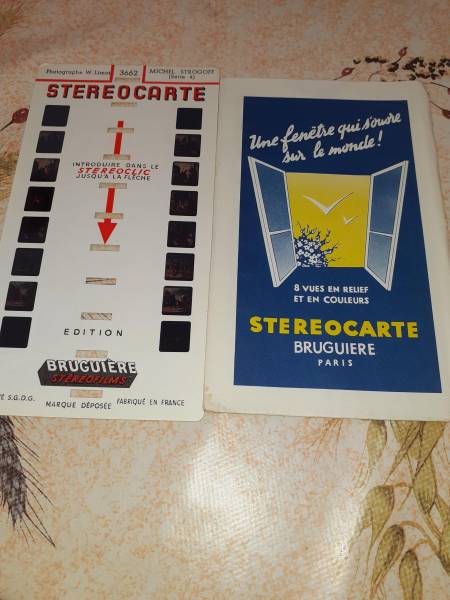 Photographe W. Limot 3662 MICHEL STROGOFF
(Série 4)
STEREOCARTE
INTRODUIRE DANS LE
STEREOCLIC
JUSQU'A LA FLÈCHE
EDITION
BRUGUIÈRE
STÉRÉOFILMS
S.G.D.G. MARQUE DÉPOSÉE FABRIQUÉ EN FRANCE
Une fenêtre qui s'ouvre
sur le monde!
8 VUES EN RELIEF
ET EN COULEURS
STEREOCARTE
BRUGUIERE
PARIS